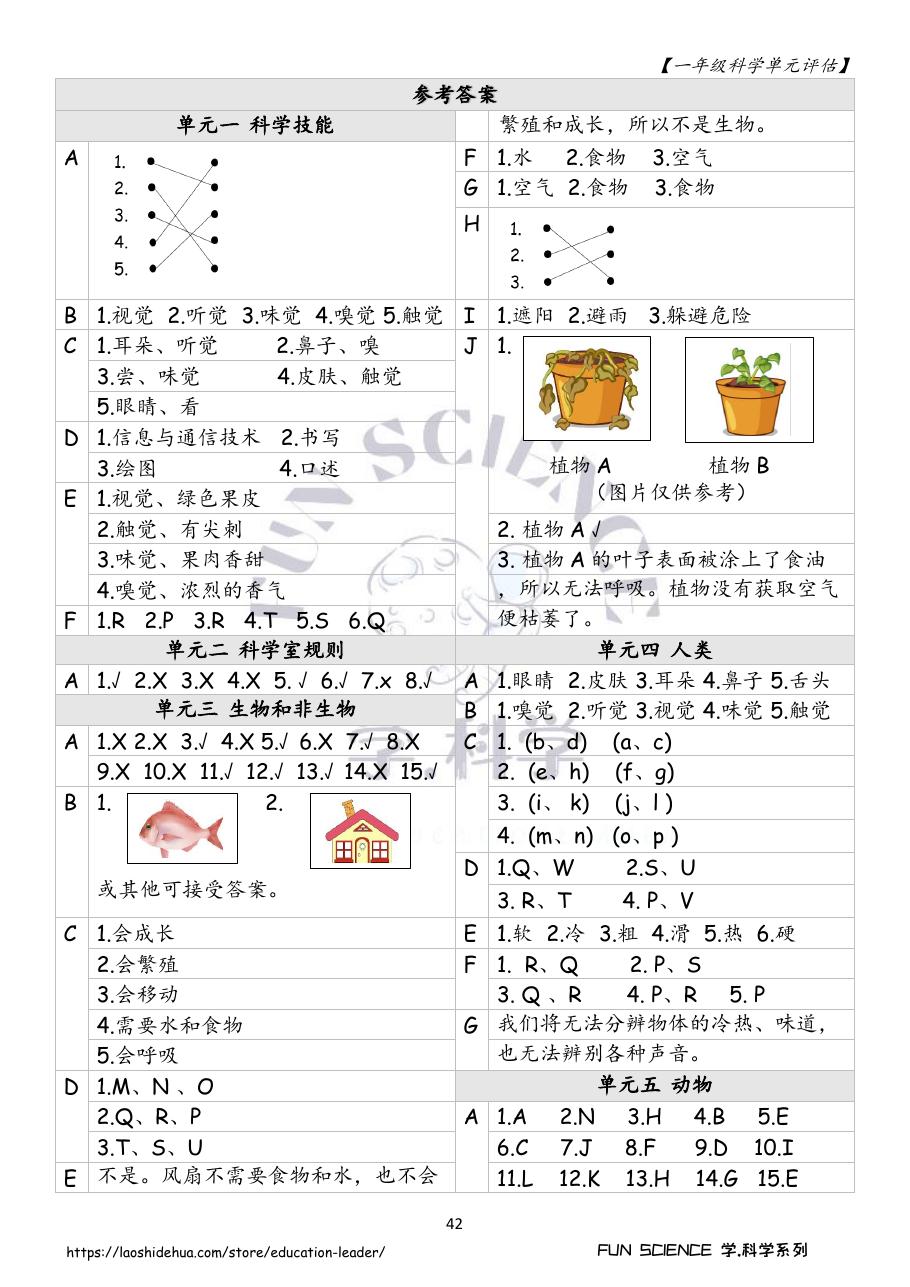 【一年级科学单元评估】
参考答案
单元一 科学技能
A
1.
2.
3.
4.
5.
B 1.视觉 2.听觉 3.味觉 4.嗅觉 5.触觉
C 1.耳朵、听觉 2.鼻子、嗅
3.尝、味觉 4.皮肤、触觉
5.眼睛、看
D 1.信息与通信技术 2.书写
3.绘图 4.口述
E 1.视觉、绿色果皮
2.触觉、有尖刺
3.味觉、果肉香甜
4.嗅觉、浓烈的香气
F 1.R 2.P 3.R 4.T 5.S 6.Q
单元二 科学室规则
A 1.√ 2.X 3.X 4.X 5. √ 6.√ 7.x 8.√
单元三 生物和非生物
A 1.X 2.X 3.√ 4.X 5.√ 6.X 7.√ 8.X
9.X 10.X 11.√ 12.√ 13.√ 14.X 15.√
B 1. 2.
或其他可接受答案。
C 1.会成长
2.会繁殖
3.会移动
4.需要水和食物
5.会呼吸
D 1.M、N 、O
2.Q、R、P
3.T、S、U
E 不是。风扇不需要食物和水，也不会
繁殖和成长，所以不是生物。
F 1.水 2.食物 3.空气
G 1.空气 2.食物 3.食物
H
1.
2.
3.
I 1.遮阳 2.避雨 3.躲避危险
J 1.
植物 A 植物 B
（图片仅供参考）
2. 植物 A √
3. 植物 A 的叶子表面被涂上了食油
，所以无法呼吸。植物没有获取空气
便枯萎了。
单元四 人类
A 1.眼睛 2.皮肤 3.耳朵 4.鼻子 5.舌头
B 1.嗅觉 2.听觉 3.视觉 4.味觉 5.触觉
C 1. (b、d) (a、c)
2. (e、h) (f、g)
3. (i、 k) (j、l )
4. (m、n) (o、p )
D 1.Q、W 2.S、U
3. R、T 4. P、V
E 1.软 2.冷 3.粗 4.滑 5.热 6.硬
F 1. R、Q 2. P、S
3. Q 、R 4. P、R 5. P
G 我们将无法分辨物体的冷热、味道，
也无法辨别各种声音。
单元五 动物
A 1.A 2.N 3.H 4.B 5.E
6.C 7.J 8.F 9.D 10.I
11.L 12.K 13.H 14.G 15.E
FUN SCIENCE
学.科学
42
https://laoshidehua.com/store/education-leader/
FUN SCIENCE 学.科学系列